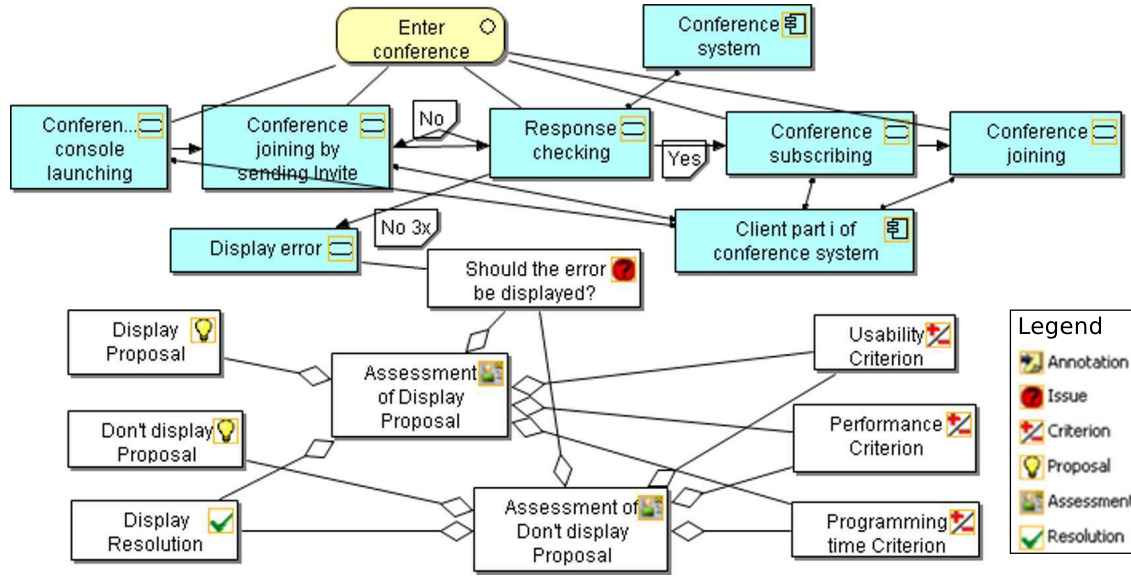 Enter
conference
Conference
system
Conferen...
console
launching
Conference
joining by
sending Invite
No
Response
checking
Yes
Conference
subscribing
Conference
joining
Display error
No 3x
Client part i of
conference system
Should the error
be displayed?
Display
Proposal
Assessment
of Display
Proposal
Usability
Criterion
Don't display
Proposal
Performance
Criterion
Display
Resolution
Assessment of
Don't display
Proposal
Programming
time Criterion
Legend
Annotation
Issue
Criterion
Proposal
Assessment
Resolution